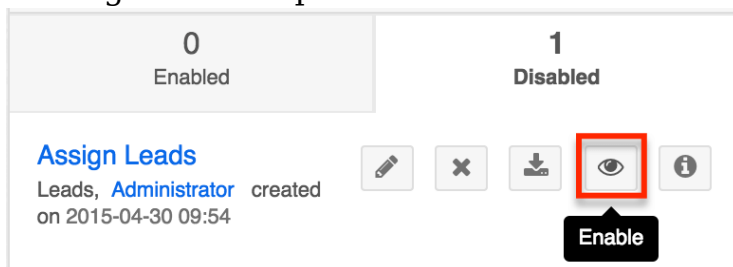 0
Enabled
1
Disabled
Assign Leads
Leads, Administrator created
on 2015-04-30 09:54
Enable